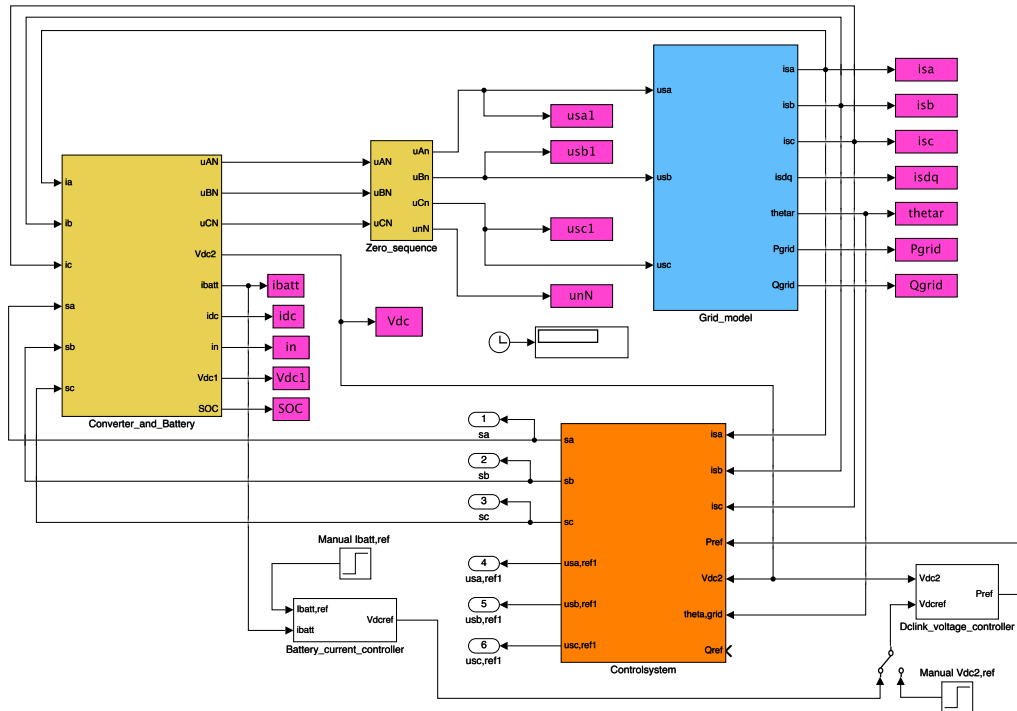 isa
isb
isc
isdq
thetar
Pgrid
Qgrid
usa
usb
usc
Grid_model
isa
isb
isc
isdq
thetar
Pgrid
Qgrid
usa1
usb1
usc1
unN
uAN
uBN
uCN
uAn
uBn
uCn
unN
Zero_sequence
ia
ib
ic
sa
sb
sc
uAN
uBN
uCN
Vdc2
ibatt
idc
in
Vdc1
SOC
Converter_and_Battery
ibatt
idc
in
Vdc1
SOC
Vdc
1
sa
2
sb
3
sc
4
usa,ref1
5
usb,ref1
6
usc,ref1
sa
sb
sc
usa,ref1
usb,ref1
usc,ref1
isa
isb
isc
Pref
Vdc2
theta,grid
Qref
Controlsystem
Manual Ibatt,ref
Ibatt,ref
ibatt
Vdcref
Battery_current_controller
Vdc2
Vdcref
Pref
Dclink_voltage_controller
Manual Vdc2,ref